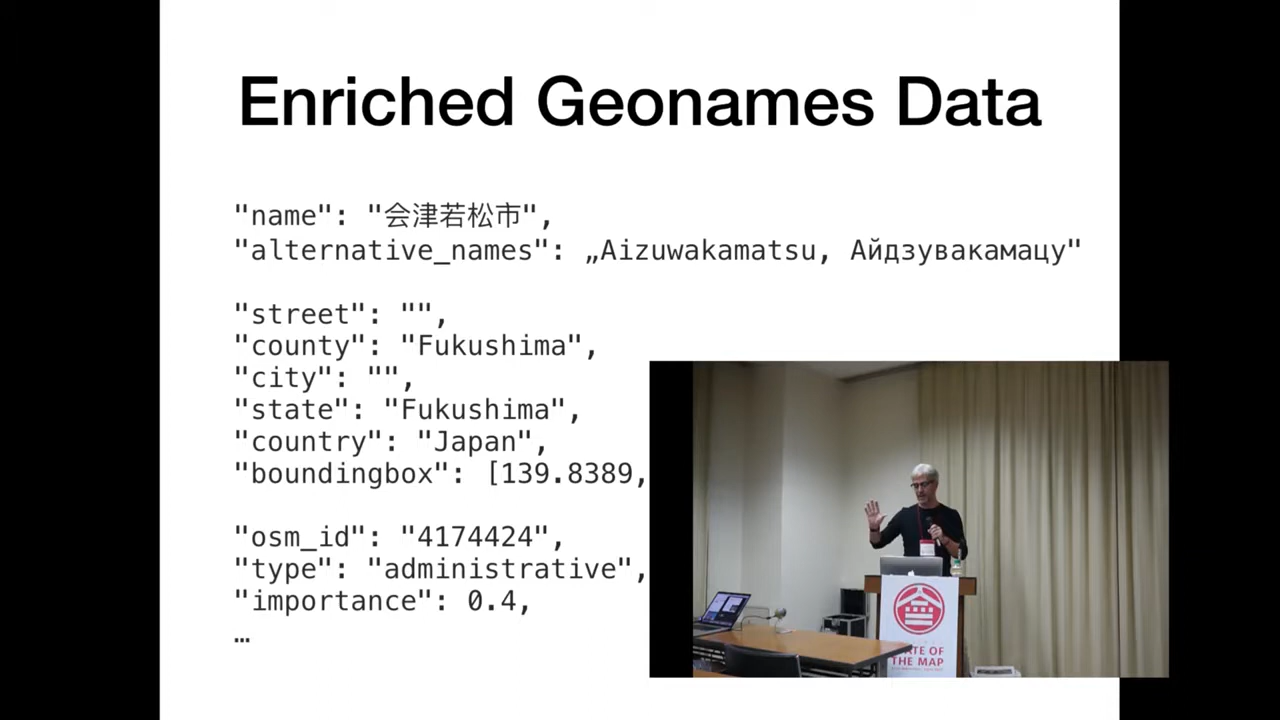 Enriched Geonames Data
"name": "会津若松市",
"alternative_names": „Aizuwakamatsu, Айдзувакамацу"
"street": "",
"county": "Fukushima",
"city": "",
"state": "Fukushima",
"country": "Japan",
"boundingbox": [139.8389,
"osm_id": "4174424",
"type": "administrative",
"importance": 0.4,
…
OF
THE MAP